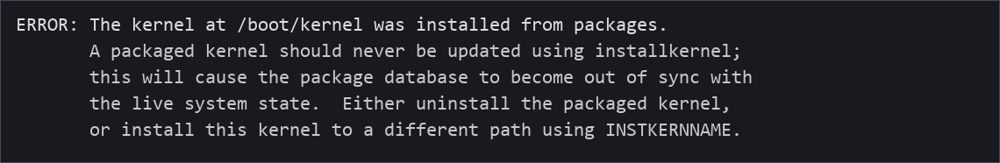 ERROR: The kernel at /boot/kernel was installed from packages.
A packaged kernel should never be updated using installkernel;
this will cause the package database to become out of sync with
the live system state.  Either uninstall the packaged kernel,
or install this kernel to a different path using INSTKERNNAME.